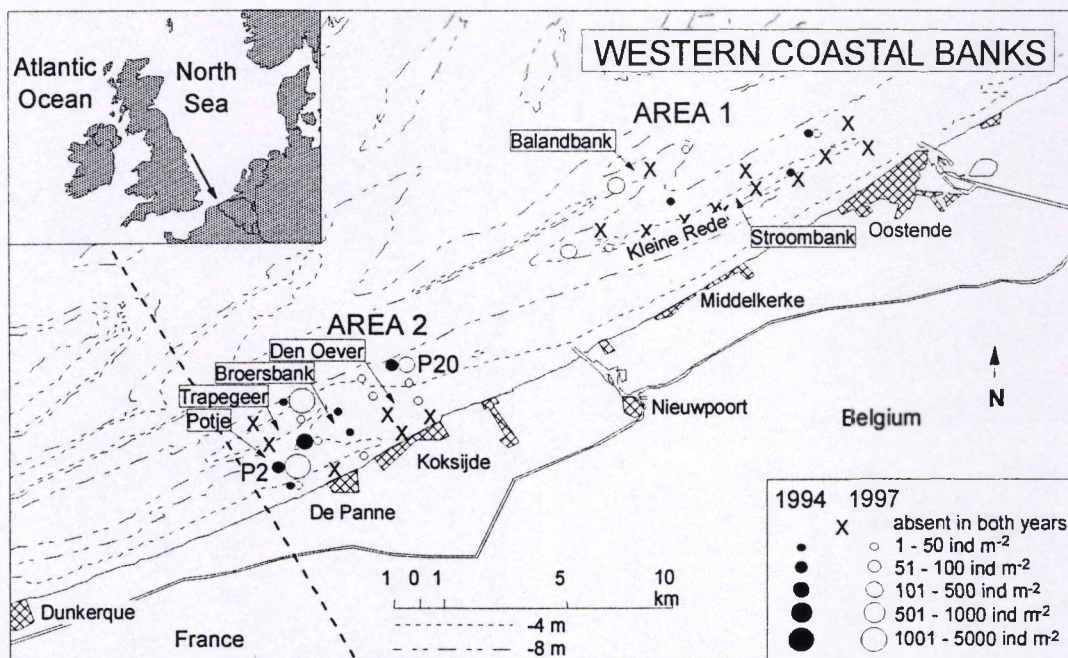 WESTERN COASTAL BANKS
Atlantic
Ocean
North
Sea
AREA 1
Balandbank
Kleine Rede
Stroombank
Oostende
Middelkerke
AREA 2
Den Oever
P20
Broersbank
Trapegeer
Potje
P2
Nieuwpoort
Belgium
N
Koksijde
De Panne
Dunkerque
France
1 0 1 5 10
km
-4 m
-8 m
1994 1997
X absent in both years
1 - 50 ind m-2
51 - 100 ind m-2
101 - 500 ind m-2
501 - 1000 ind m-2
1001 - 5000 ind m-2